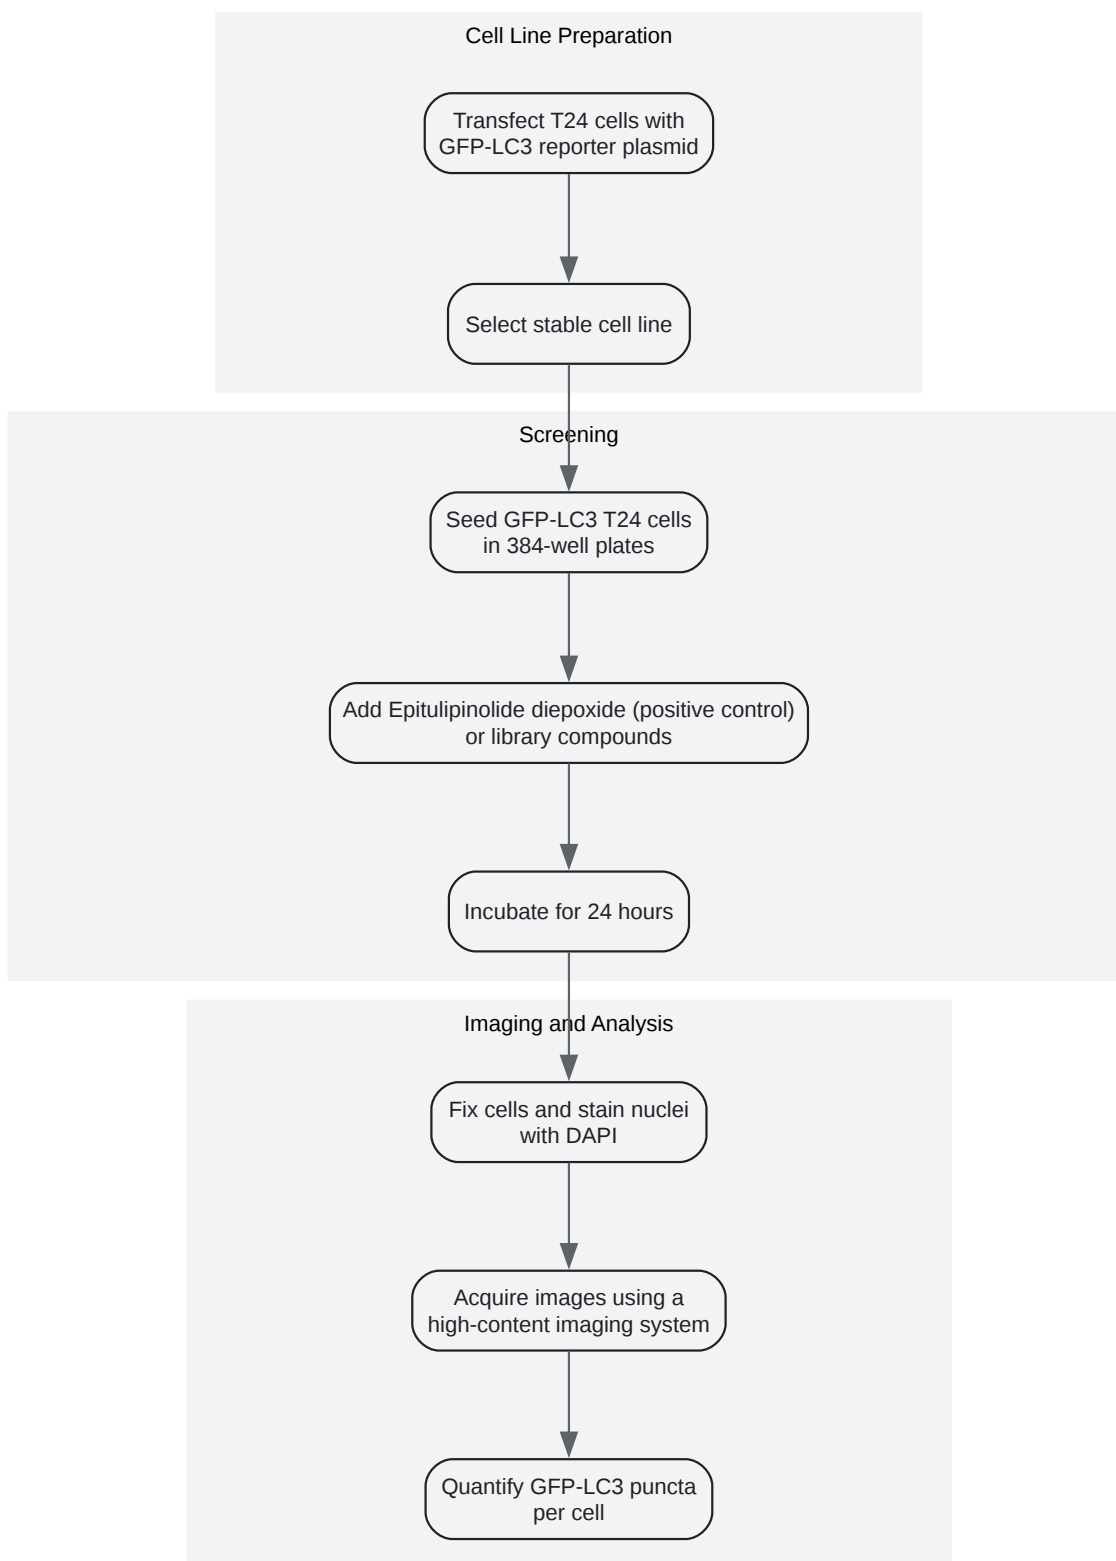 Cell Line Preparation
Transfect T24 cells with
GFP-LC3 reporter plasmid
Select stable cell line
Screening
Seed GFP-LC3 T24 cells
in 384-well plates
Add Epitulipinolide diepoxide (positive control)
or library compounds
Incubate for 24 hours
Imaging and Analysis
Fix cells and stain nuclei
with DAPI
Acquire images using a
high-content imaging system
Quantify GFP-LC3 puncta
per cell